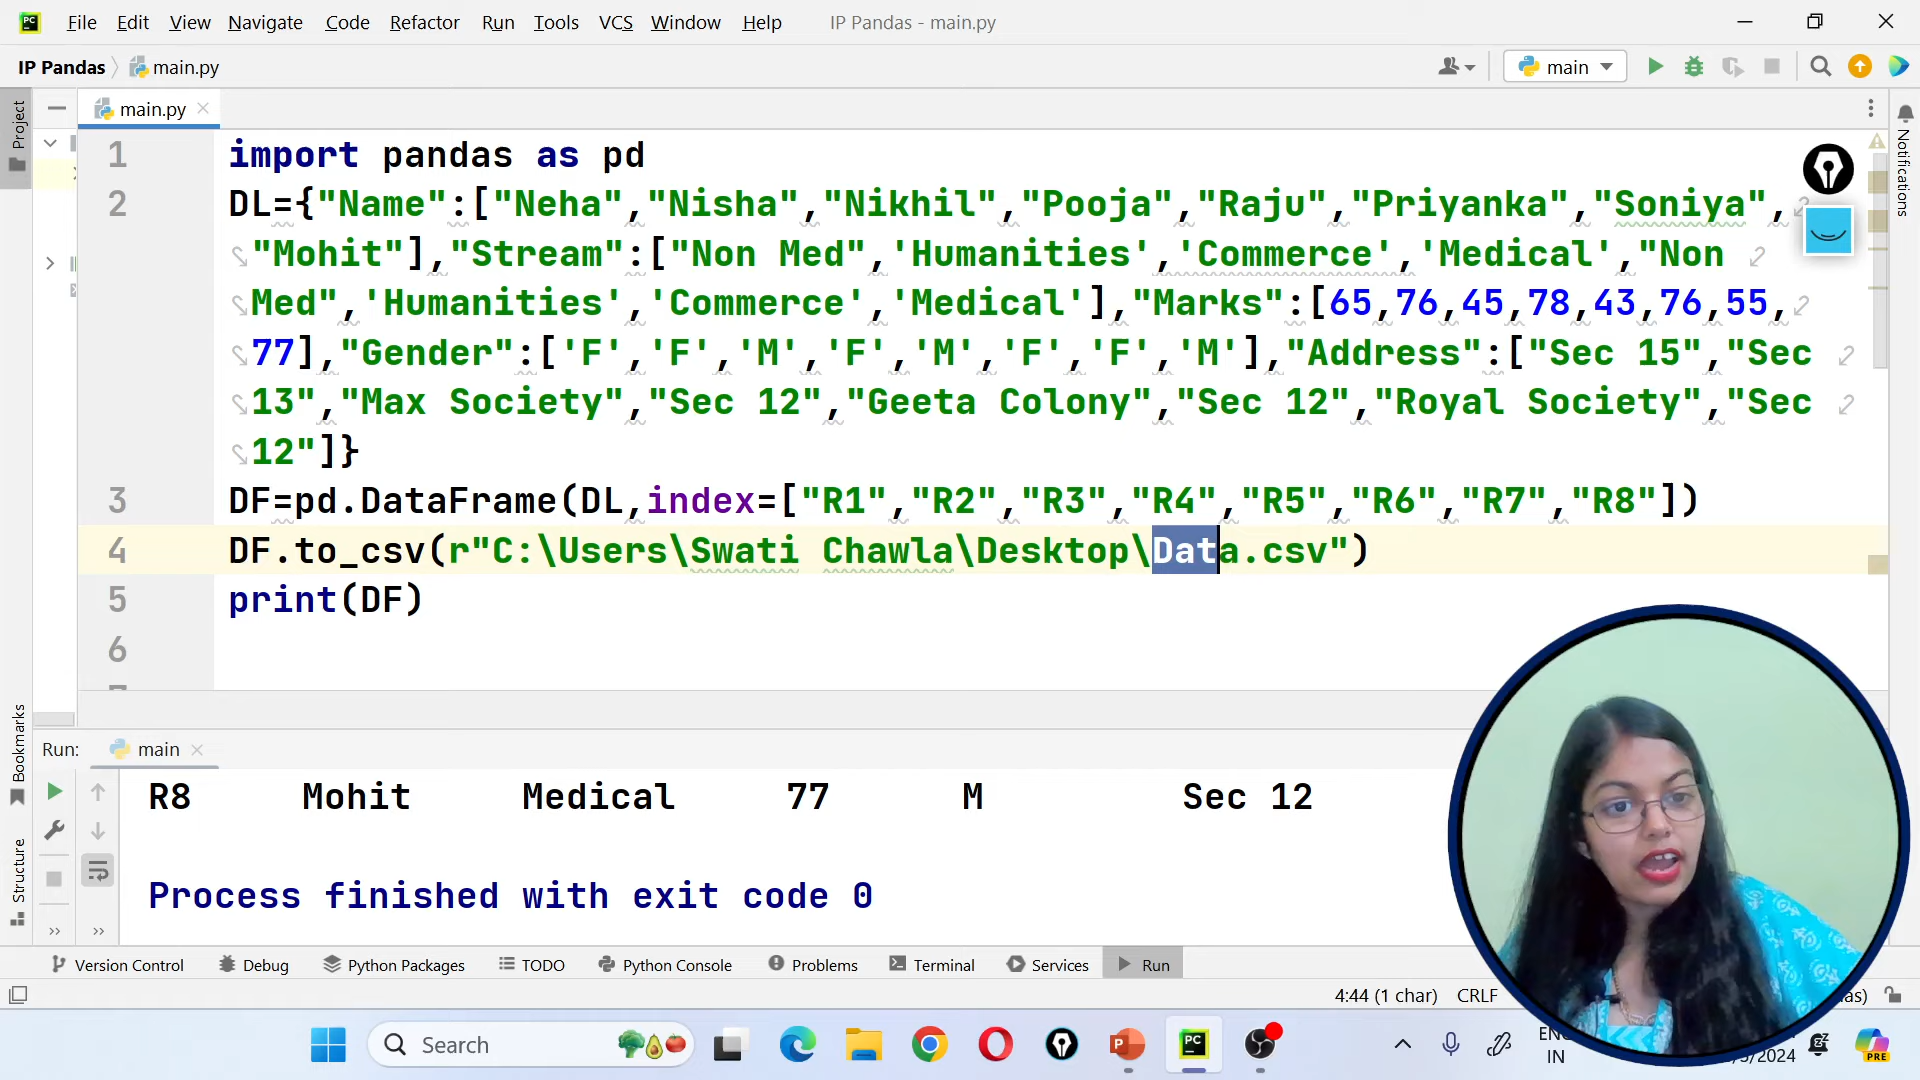 File Edit View Navigate Code Refactor Run Tools VCS Window Help IP Pandas - main.py
IP Pandas main.py main
Project
main.py
Notifications
1 import pandas as pd
2 DL={"Name":["Neha","Nisha","Nikhil","Pooja","Raju","Priyanka","Soniya",
"Mohit"],"Stream":["Non Med",'Humanities','Commerce','Medical',"Non
Med",'Humanities','Commerce','Medical'],"Marks":[65,76,45,78,43,76,55,
77],"Gender":['F','F','M','F','M','F','F','M'],"Address":["Sec 15","Sec
13","Max Society","Sec 12","Geeta Colony","Sec 12","Royal Society","Sec
12"]}
3 DF=pd.DataFrame(DL,index=["R1","R2","R3","R4","R5","R6","R7","R8"])
4 DF.to_csv(r"C:\Users\Swati Chawla\Desktop\Data.csv")
5 print(DF)
6
Bookmarks
Structure
Run: main
R8 Mohit Medical 77 M Sec 12
Process finished with exit code 0
Version Control Debug Python Packages TODO Python Console Problems Terminal Services Run
4:44 (1 char) CRLF
Search
IN
PRE